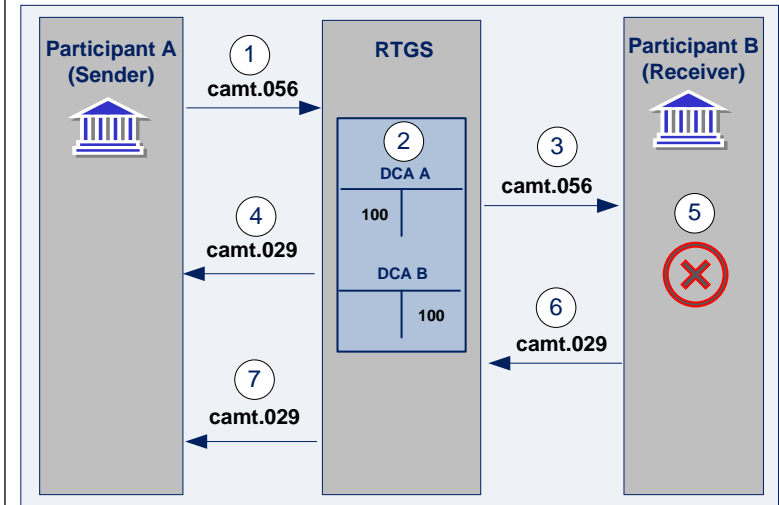 Participant A
(Sender)
RTGS
Participant B
(Receiver)
1
camt.056
2
DCA A
100
3
camt.056
4
camt.029
5
DCA B
100
6
camt.029
7
camt.029